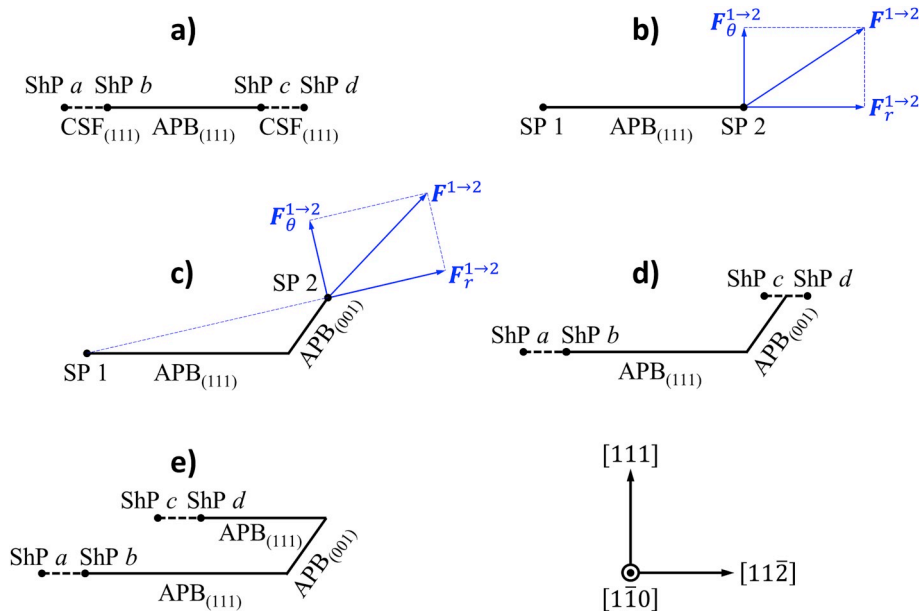 a)
ShP a ShP b ShP c ShP d
CSF(111) APB(111) CSF(111)
b)
F_θ^{1→2} F^{1→2}
F_r^{1→2}
SP 1 APB(111) SP 2
c)
F_θ^{1→2} F^{1→2}
SP 2 F_r^{1→2}
APB(001)
SP 1 APB(111)
d)
ShP c ShP d
ShP a ShP b APB(001)
APB(111)
e)
ShP c ShP d
APB(111)
ShP a ShP b APB(001)
APB(111)
[111]
[112̄]
[11̄0]